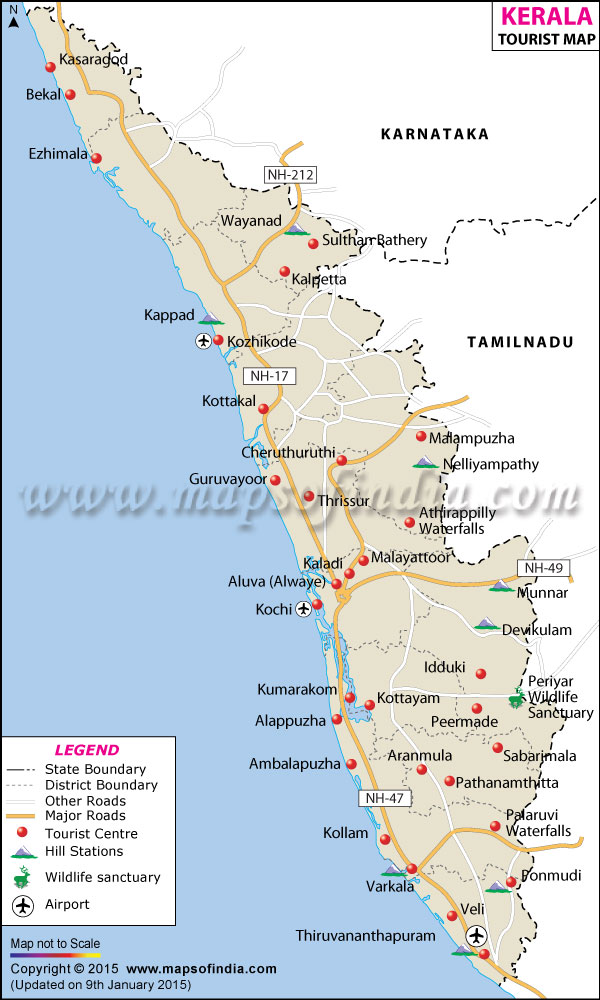 N
KERALA
TOURIST MAP
Kasaragod
Bekal
KARNATAKA
Ezhimala
NH-212
Wayanad
Sulthan Bathery
Kalpetta
Kappad
Kozhikode
TAMILNADU
NH-17
Kottakal
Malampuzha
Cheruthuruthi
Nelliyampathy
Guruvayoor
www.mapsofindia.com
Thrissur
Athirappilly
Waterfalls
Malayattoor
Kaladi
NH-49
Aluva (Alwaye)
Munnar
Kochi
Devikulam
Idduki
Periyar
Wildlife
Sanctuary
Kumarakom
Kottayam
Peermade
Alappuzha
Sabarimala
Aranmula
Ambalapuzha
Pathanamthitta
NH-47
Palaruvi
Waterfalls
Kollam
Ponmudi
Varkala
Veli
Thiruvananthapuram
LEGEND
State Boundary
District Boundary
Other Roads
Major Roads
Tourist Centre
Hill Stations
Wildlife sanctuary
Airport
Map not to Scale
Copyright © 2015 www.mapsofindia.com
(Updated on 9th January 2015)